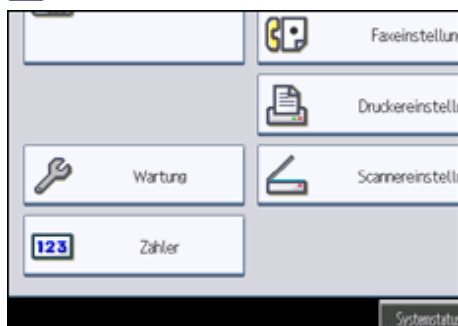 Faxeinstellun
Druckereinstell
Wartung
Scannereinstell
123
Zähler
Systemstatu